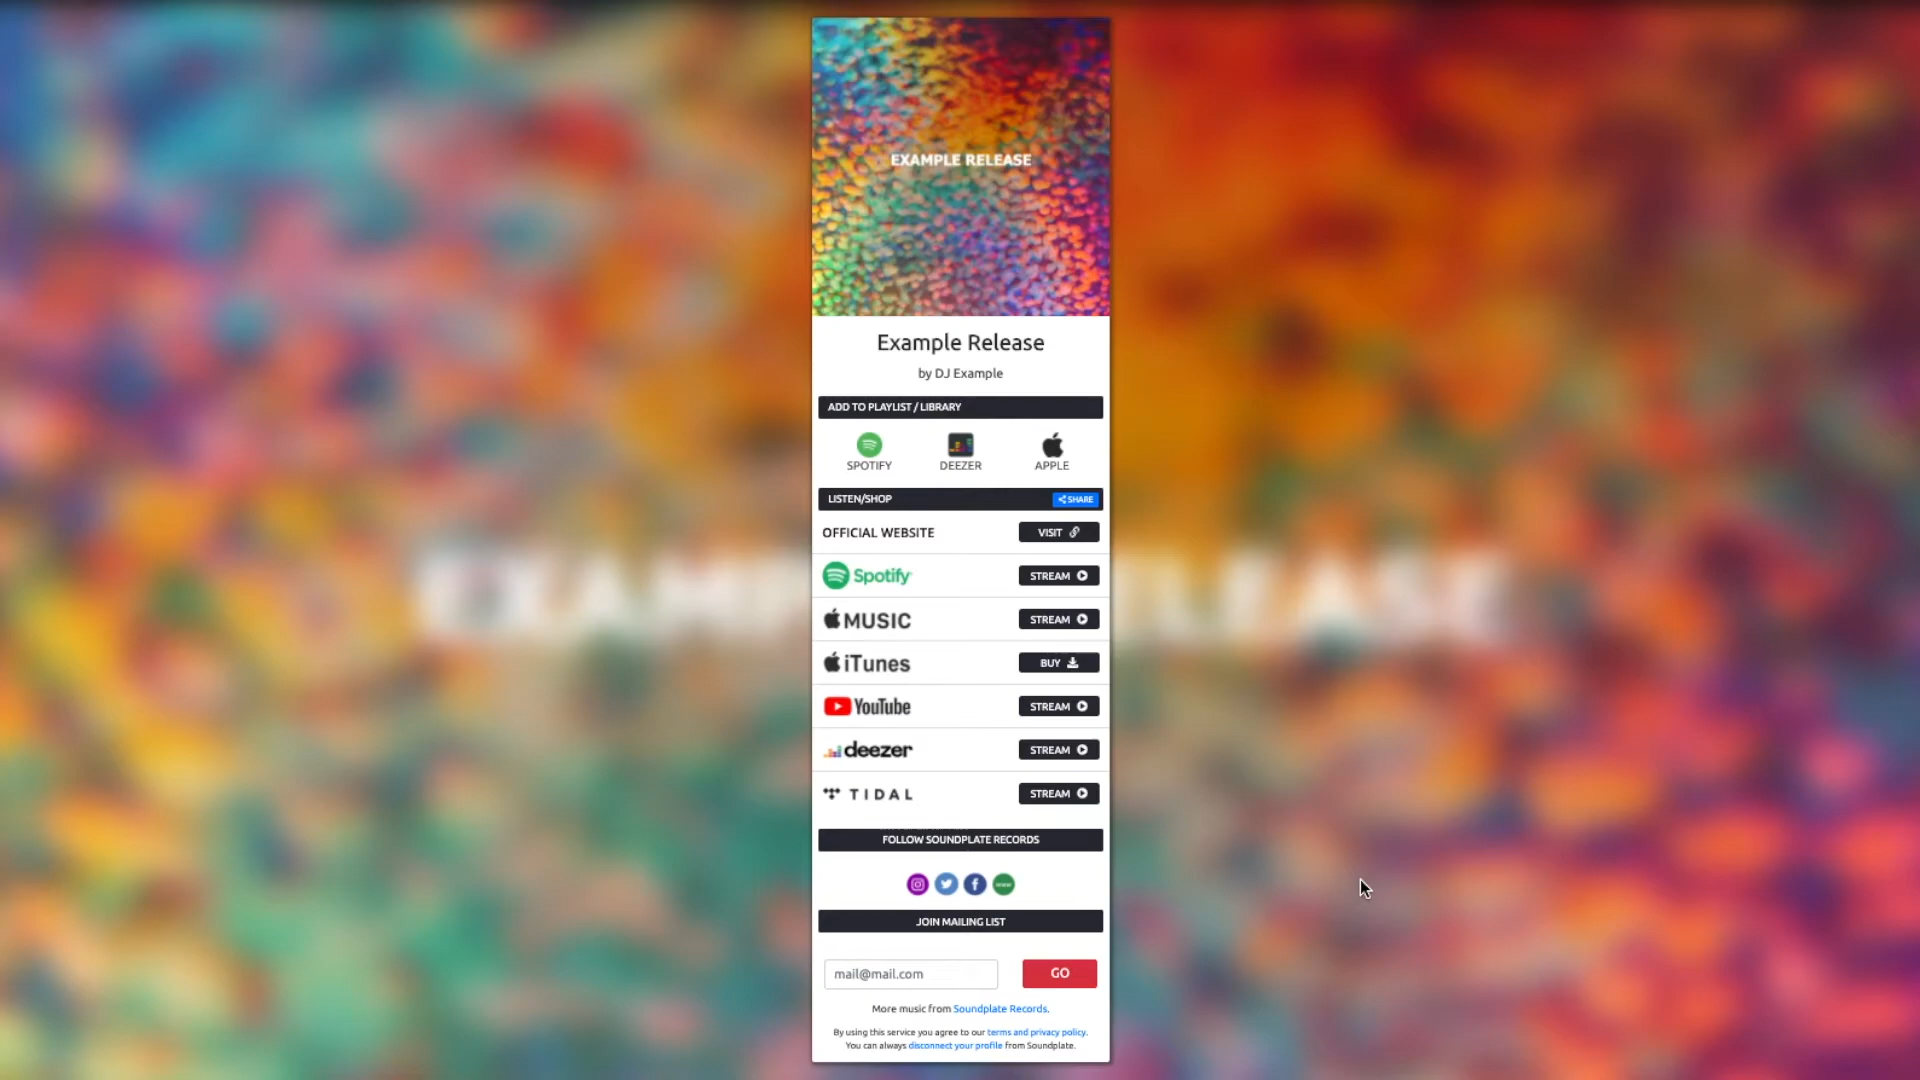 EXAMPLE RELEASE
Example Release
by DJ Example
ADD TO PLAYLIST / LIBRARY
SPOTIFY DEEZER APPLE
LISTEN/SHOP SHARE
OFFICIAL WEBSITE VISIT
Spotify STREAM
MUSIC STREAM
iTunes BUY
YouTube STREAM
deezer STREAM
TIDAL STREAM
FOLLOW SOUNDPLATE RECORDS
JOIN MAILING LIST
mail@mail.com GO
More music from Soundplate Records.
By using this service you agree to our terms and privacy policy.
You can always disconnect your profile from Soundplate.